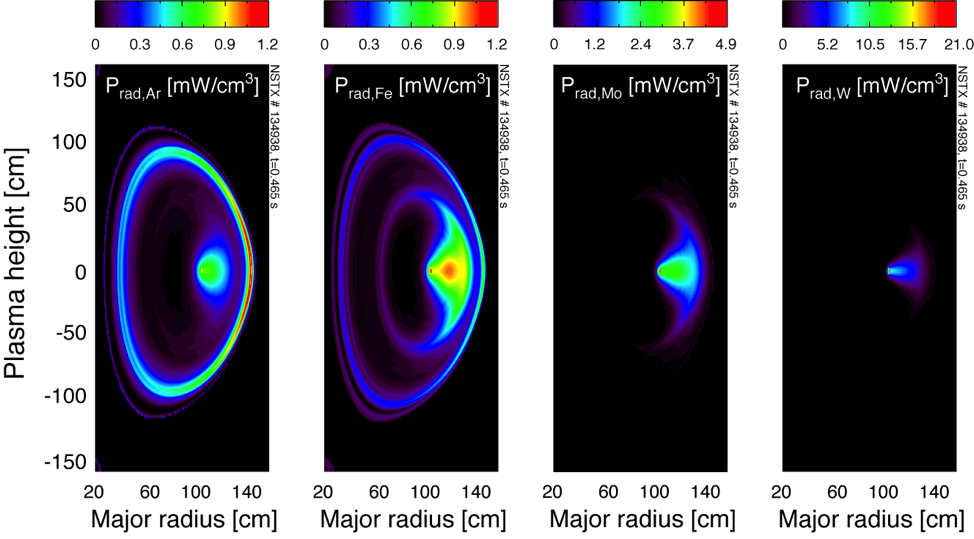 0 0.3 0.6 0.9 1.2
0 0.3 0.6 0.9 1.2
0 1.2 2.4 3.7 4.9
0 5.2 10.5 15.7 21.0
Plasma height [cm]
150
100
50
0
-50
-100
-150
Prad,Ar [mW/cm3]
NSTX # 134938, t=0.465 s
Prad,Fe [mW/cm3]
NSTX # 134938, t=0.465 s
Prad,Mo [mW/cm3]
NSTX # 134938, t=0.465 s
Prad,W [mW/cm3]
NSTX # 134938, t=0.465 s
20 60 100 140
20 60 100 140
20 60 100 140
20 60 100 140
Major radius [cm]
Major radius [cm]
Major radius [cm]
Major radius [cm]